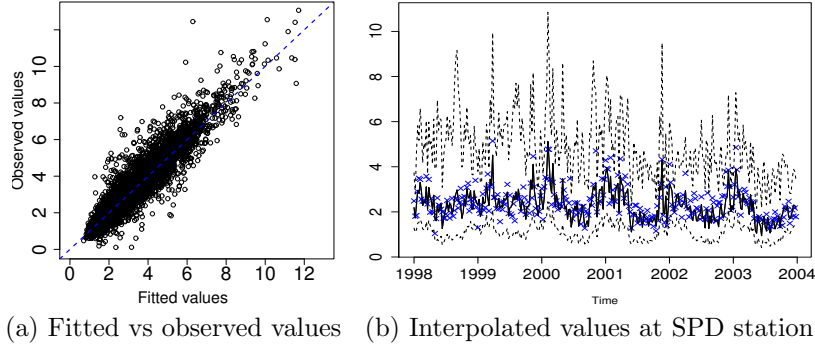 Observed values
0 2 4 6 8 10
0 2 4 6 8 10 12
Fitted values
0 2 4 6 8 10
1998 1999 2000 2001 2002 2003 2004
Time
(a) Fitted vs observed values (b) Interpolated values at SPD station